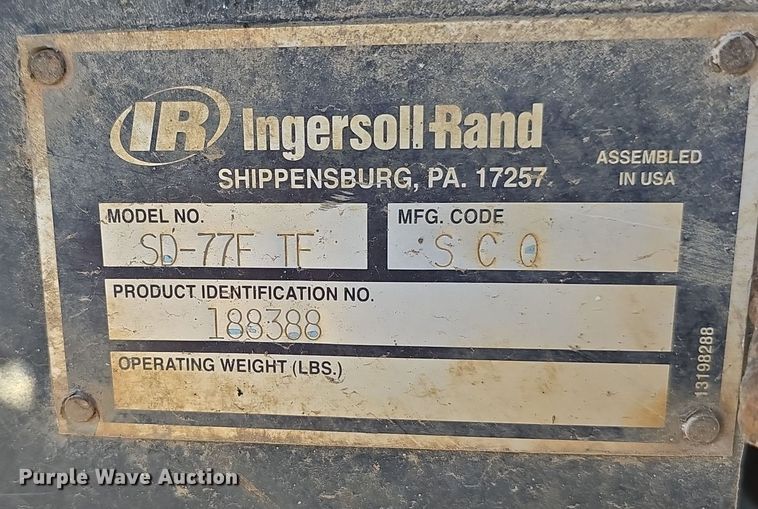 IR Ingersoll-Rand
SHIPPENSBURG, PA. 17257
ASSEMBLED
IN USA
MODEL NO.
SD-77F TF
MFG. CODE
S C Q
PRODUCT IDENTIFICATION NO.
188388
OPERATING WEIGHT (LBS.)
13198288
Purple Wave Auction